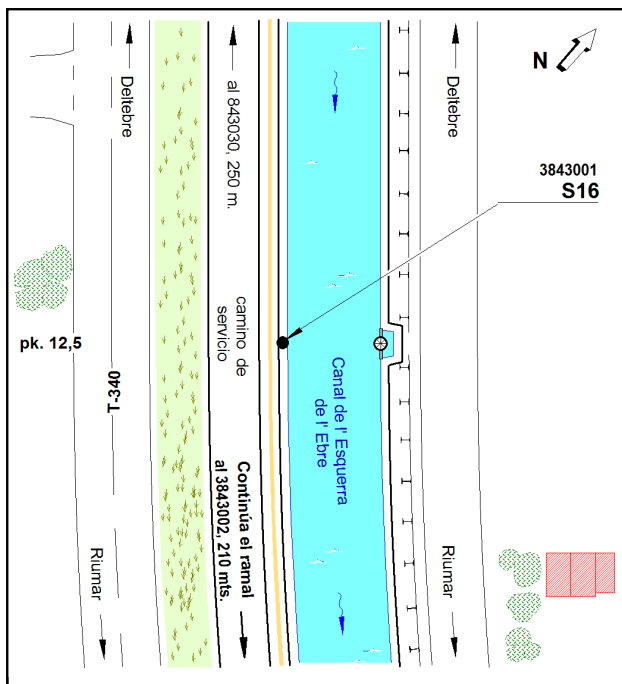 N
3843001
S16
Deltebre
al 843030, 250 m.
Deltebre
camino de
servicio
pk. 12,5
T-340
Canal de l' Esquerra
de l' Ebre
Continúa el ramal
al 3843002, 210 mts.
Riumar
Riumar